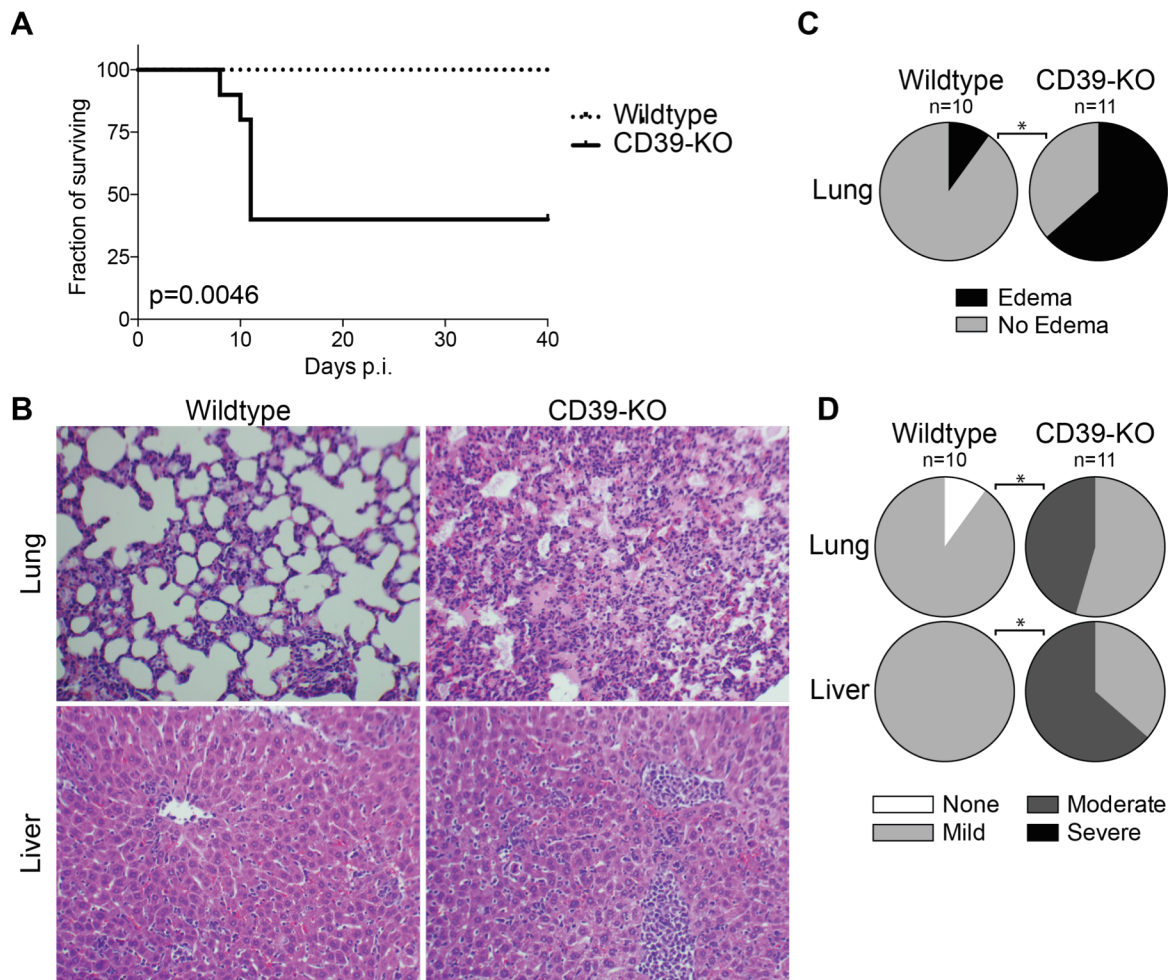 A
Fraction of surviving
100
75
50
25
0
p=0.0046
0 10 20 30 40
Days p.i.
Wildtype
CD39-KO
C
Wildtype CD39-KO
n=10 n=11
*
Lung
Edema
No Edema
B
Wildtype CD39-KO
Lung
Liver
D
Wildtype CD39-KO
n=10 n=11
*
Lung
*
Liver
None Moderate
Mild Severe